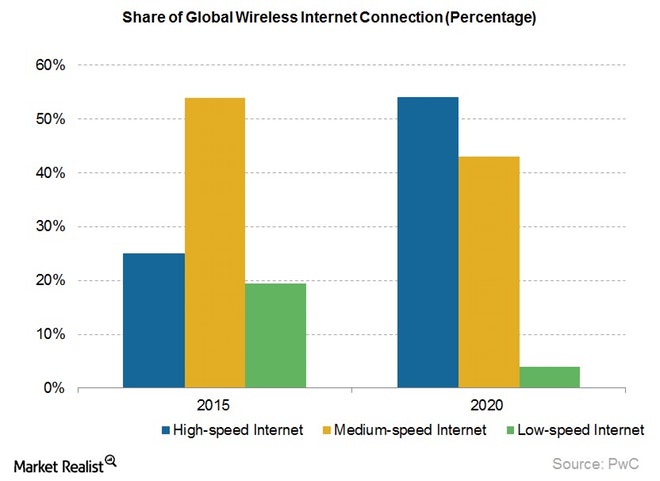 Share of Global Wireless Internet Connection (Percentage)
60%
50%
40%
30%
20%
10%
0%
2015 2020
High-speed Internet Medium-speed Internet Low-speed Internet
Market Realist
Source: PwC